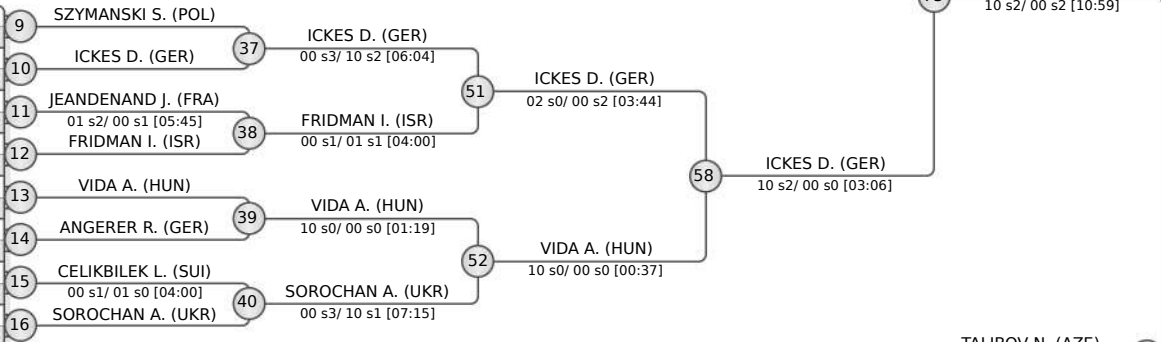 10 s2/ 00 s2 [10:59]
9
SZYMANSKI S. (POL)
37
ICKES D. (GER)
00 s3/ 10 s2 [06:04]
10
ICKES D. (GER)
51
ICKES D. (GER)
02 s0/ 00 s2 [03:44]
11
JEANDENAND J. (FRA)
01 s2/ 00 s1 [05:45]
38
FRIDMAN I. (ISR)
00 s1/ 01 s1 [04:00]
12
FRIDMAN I. (ISR)
58
ICKES D. (GER)
10 s2/ 00 s0 [03:06]
13
VIDA A. (HUN)
39
VIDA A. (HUN)
10 s0/ 00 s0 [01:19]
14
ANGERER R. (GER)
52
VIDA A. (HUN)
10 s0/ 00 s0 [00:37]
15
CELIKBILEK L. (SUI)
00 s1/ 01 s0 [04:00]
40
SOROCHAN A. (UKR)
00 s3/ 10 s1 [07:15]
16
SOROCHAN A. (UKR)